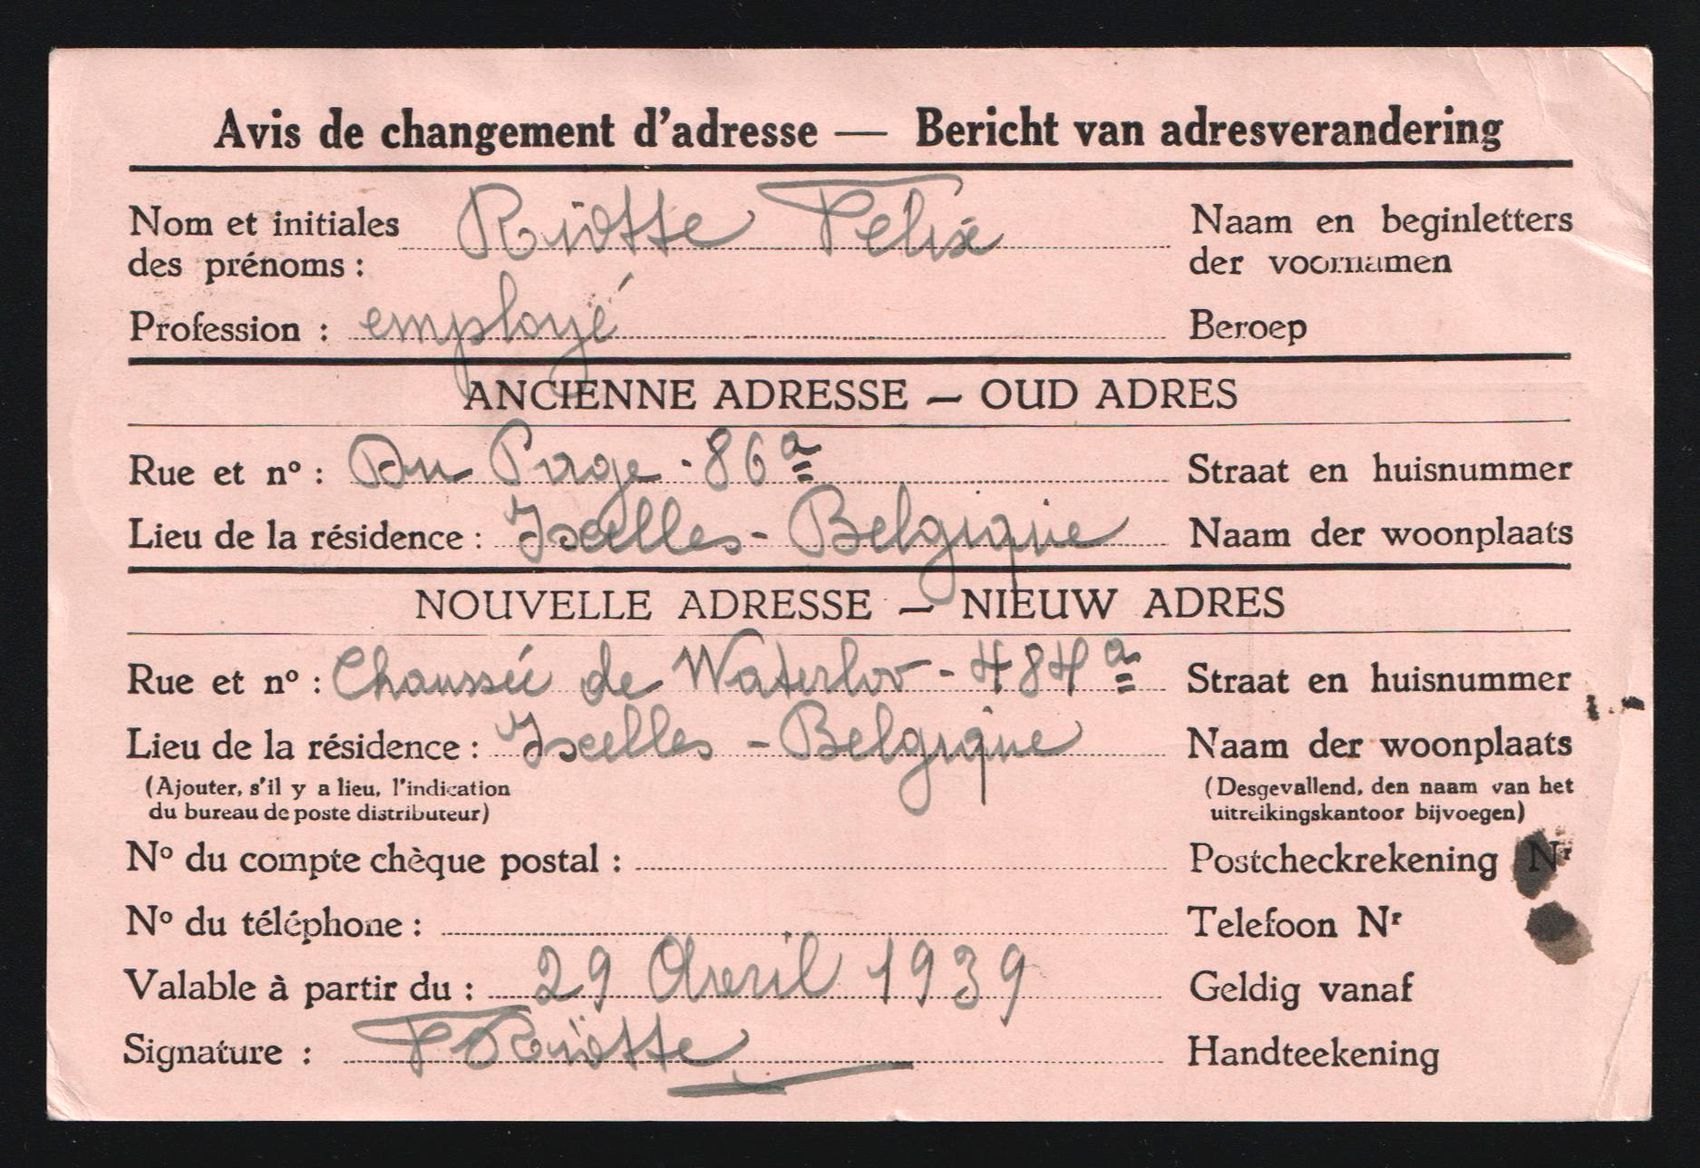 Avis de changement d'adresse — Bericht van adresverandering
Nom et initiales des prénoms : Riotte Felix Naam en beginletters der voornamen
Profession : employé Beroep
ANCIENNE ADRESSE — OUD ADRES
Rue et nº : Du Page - 86a Straat en huisnummer
Lieu de la résidence : Ixelles - Belgique Naam der woonplaats
NOUVELLE ADRESSE — NIEUW ADRES
Rue et nº : Chaussée de Waterloo - 484a Straat en huisnummer
Lieu de la résidence : Ixelles - Belgique Naam der woonplaats
(Ajouter, s'il y a lieu, l'indication (Desgevallend, den naam van het
du bureau de poste distributeur) uitreikingskantoor bijvoegen)
Nº du compte chèque postal : Postcheckrekening Nr
Nº du téléphone : Telefoon Nr
Valable à partir du : 29 Avril 1939 Geldig vanaf
Signature : F Riotte Handteekening